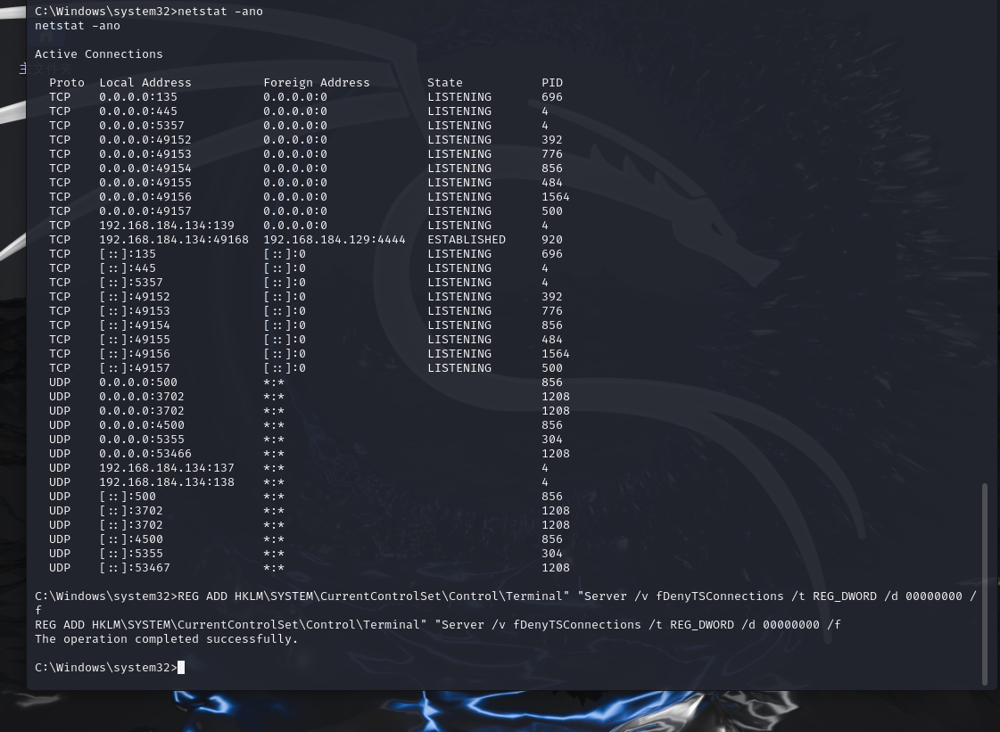 C:\Windows\system32>netstat -ano
netstat -ano
Active Connections
主文件夹
Proto  Local Address          Foreign Address        State           PID
TCP    0.0.0.0:135            0.0.0.0:0              LISTENING       696
TCP    0.0.0.0:445            0.0.0.0:0              LISTENING       4
TCP    0.0.0.0:5357           0.0.0.0:0              LISTENING       4
TCP    0.0.0.0:49152          0.0.0.0:0              LISTENING       392
TCP    0.0.0.0:49153          0.0.0.0:0              LISTENING       776
TCP    0.0.0.0:49154          0.0.0.0:0              LISTENING       856
TCP    0.0.0.0:49155          0.0.0.0:0              LISTENING       484
TCP    0.0.0.0:49156          0.0.0.0:0              LISTENING       1564
TCP    0.0.0.0:49157          0.0.0.0:0              LISTENING       500
TCP    192.168.184.134:139    0.0.0.0:0              LISTENING       4
TCP    192.168.184.134:49168  192.168.184.129:4444   ESTABLISHED     920
TCP    [::]:135               [::]:0                 LISTENING       696
TCP    [::]:445               [::]:0                 LISTENING       4
TCP    [::]:5357              [::]:0                 LISTENING       4
TCP    [::]:49152             [::]:0                 LISTENING       392
TCP    [::]:49153             [::]:0                 LISTENING       776
TCP    [::]:49154             [::]:0                 LISTENING       856
TCP    [::]:49155             [::]:0                 LISTENING       484
TCP    [::]:49156             [::]:0                 LISTENING       1564
TCP    [::]:49157             [::]:0                 LISTENING       500
UDP    0.0.0.0:500            *:*                                    856
UDP    0.0.0.0:3702           *:*                                    1208
UDP    0.0.0.0:3702           *:*                                    1208
UDP    0.0.0.0:4500           *:*                                    856
UDP    0.0.0.0:5355           *:*                                    304
UDP    0.0.0.0:53466          *:*                                    1208
UDP    192.168.184.134:137    *:*                                    4
UDP    192.168.184.134:138    *:*                                    4
UDP    [::]:500               *:*                                    856
UDP    [::]:3702              *:*                                    1208
UDP    [::]:3702              *:*                                    1208
UDP    [::]:4500              *:*                                    856
UDP    [::]:5355              *:*                                    304
UDP    [::]:53467             *:*                                    1208
C:\Windows\system32>REG ADD HKLM\SYSTEM\CurrentControlSet\Control\Terminal" "Server /v fDenyTSConnections /t REG_DWORD /d 00000000 /
f
REG ADD HKLM\SYSTEM\CurrentControlSet\Control\Terminal" "Server /v fDenyTSConnections /t REG_DWORD /d 00000000 /f
The operation completed successfully.
C:\Windows\system32>